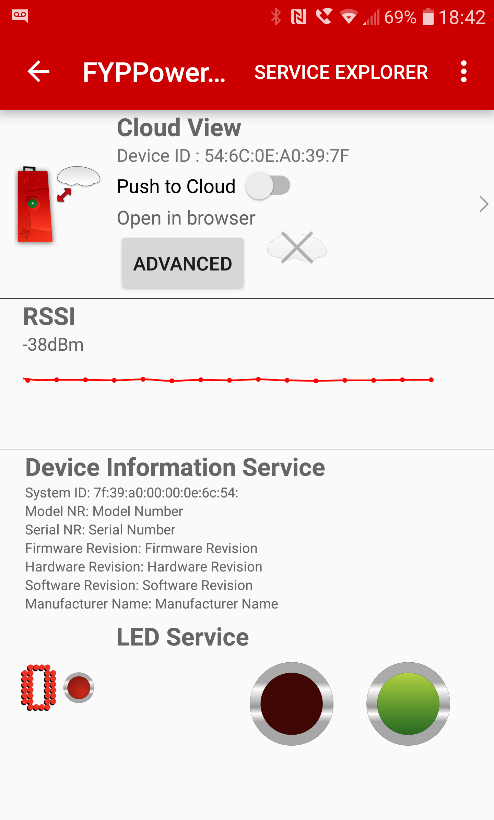 69% 18:42
FYPPower... SERVICE EXPLORER
Cloud View
Device ID : 54:6C:0E:A0:39:7F
Push to Cloud
Open in browser
ADVANCED
RSSI
-38dBm
Device Information Service
System ID: 7f:39:a0:00:00:0e:6c:54:
Model NR: Model Number
Serial NR: Serial Number
Firmware Revision: Firmware Revision
Hardware Revision: Hardware Revision
Software Revision: Software Revision
Manufacturer Name: Manufacturer Name
LED Service